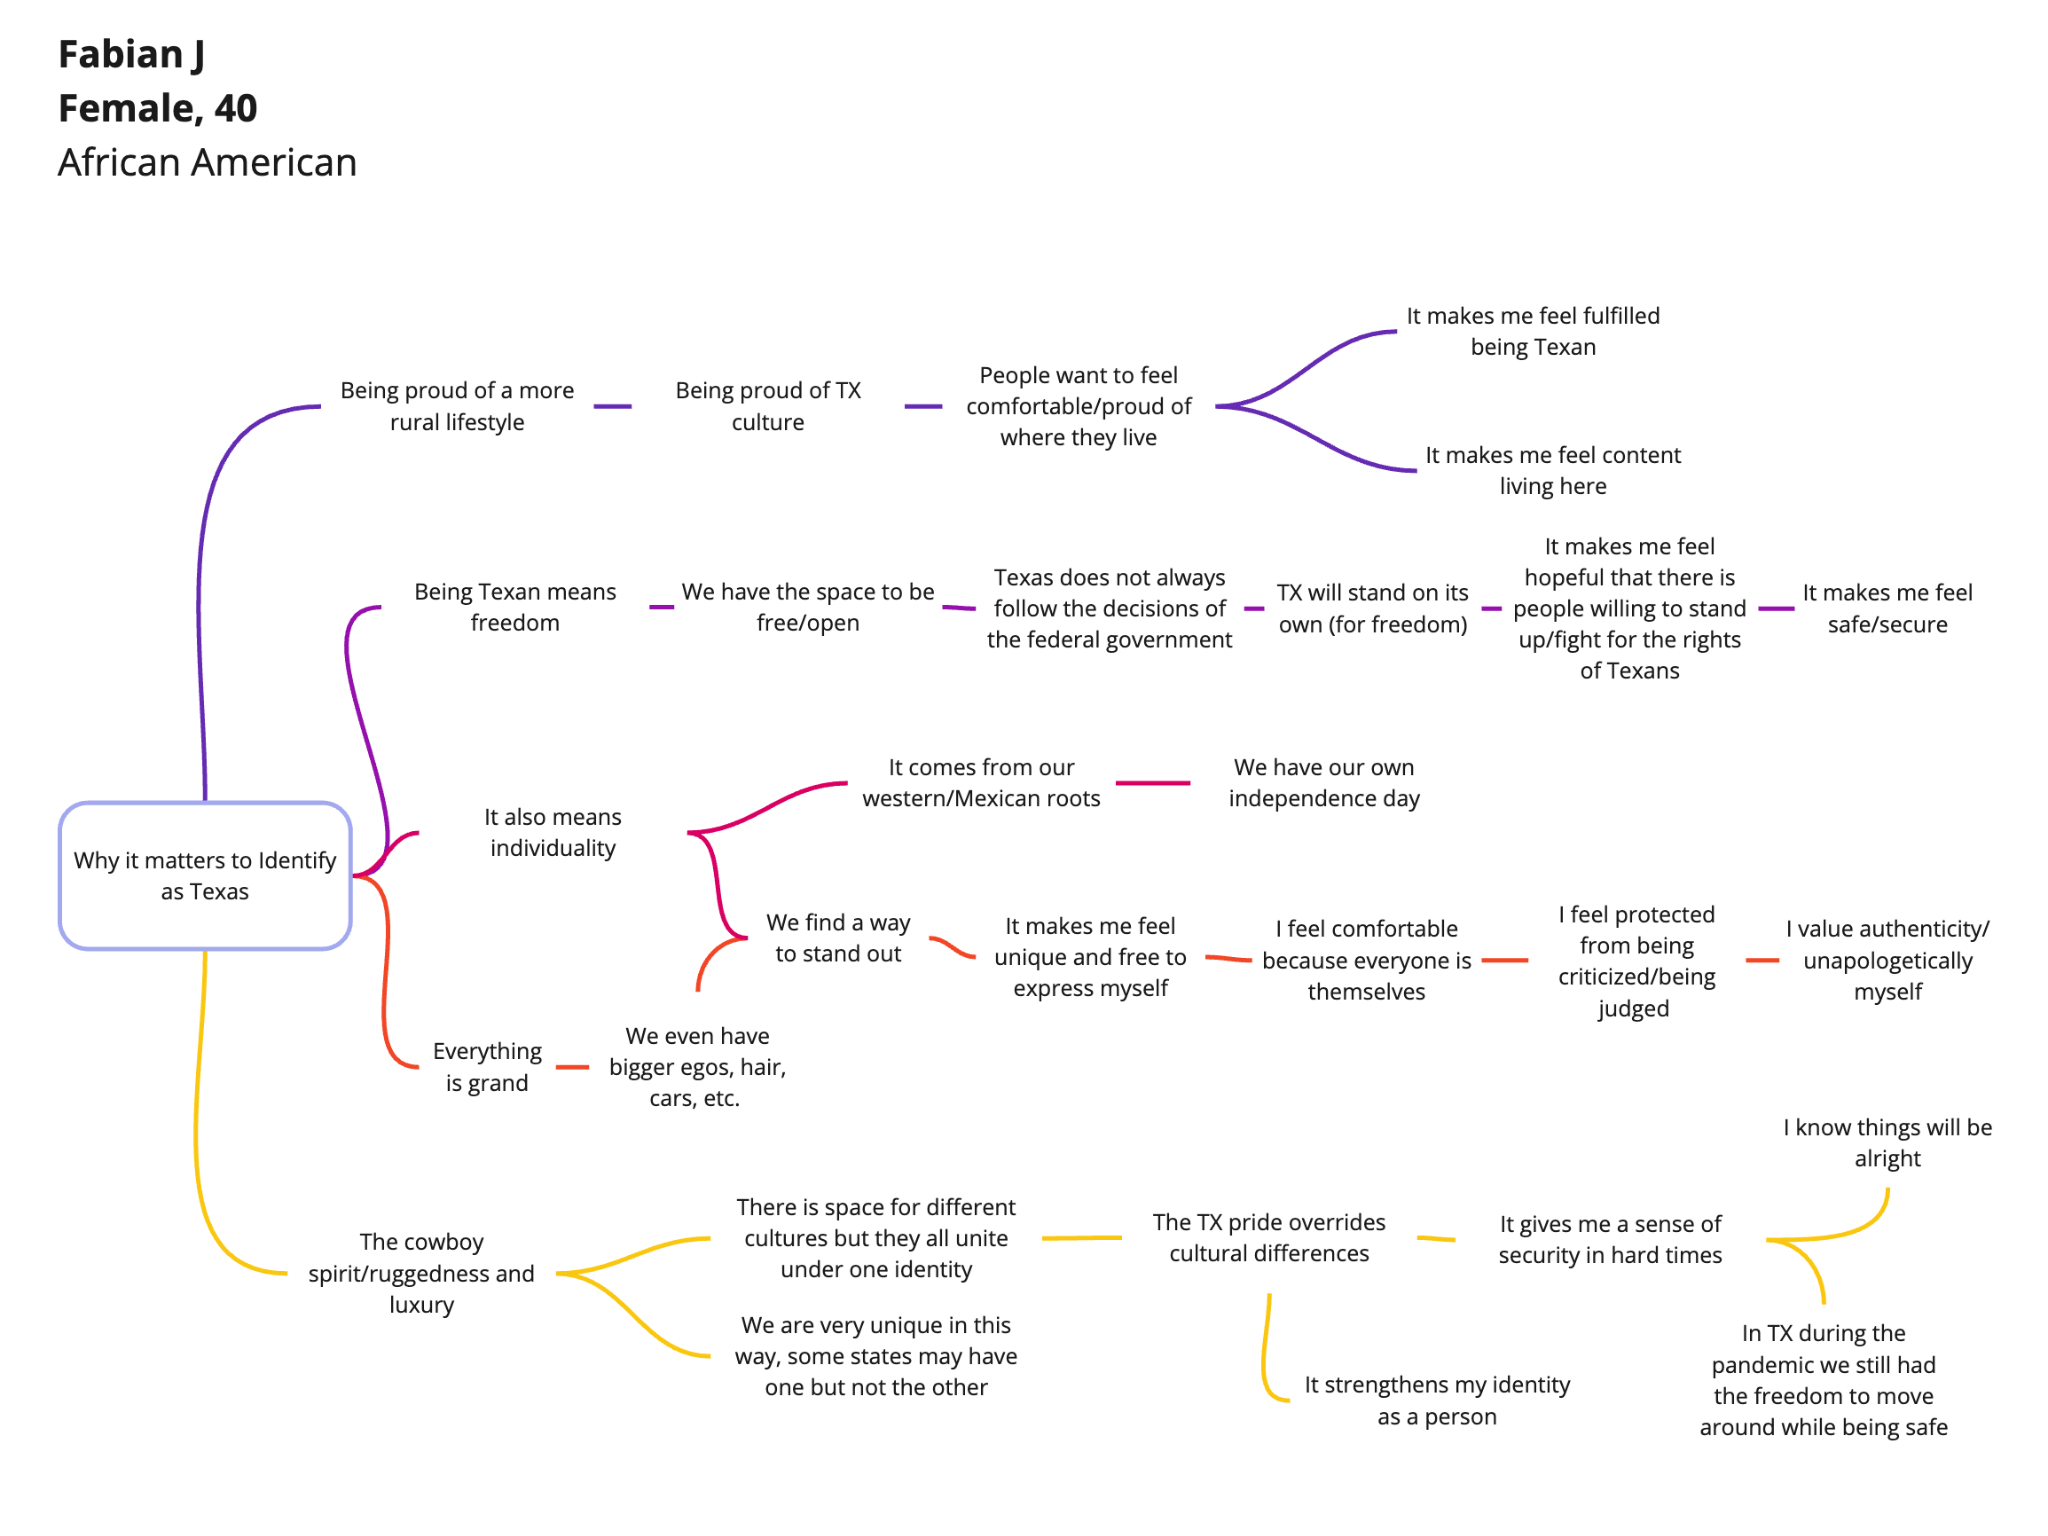 Fabian J
Female, 40
African American
It makes me feel fulfilled
being Texan
Being proud of a more
rural lifestyle
Being proud of TX
culture
People want to feel
comfortable/proud of
where they live
It makes me feel content
living here
Being Texan means
freedom
We have the space to be
free/open
Texas does not always
follow the decisions of
the federal government
TX will stand on its
own (for freedom)
It makes me feel
hopeful that there is
people willing to stand
up/fight for the rights
of Texans
It makes me feel
safe/secure
Why it matters to Identify
as Texas
It also means
individuality
It comes from our
western/Mexican roots
We have our own
independence day
We find a way
to stand out
It makes me feel
unique and free to
express myself
I feel comfortable
because everyone is
themselves
I feel protected
from being
criticized/being
judged
I value authenticity/
unapologetically
myself
Everything
is grand
We even have
bigger egos, hair,
cars, etc.
The cowboy
spirit/ruggedness and
luxury
There is space for different
cultures but they all unite
under one identity
The TX pride overrides
cultural differences
It gives me a sense of
security in hard times
I know things will be
alright
We are very unique in this
way, some states may have
one but not the other
It strengthens my identity
as a person
In TX during the
pandemic we still had
the freedom to move
around while being safe